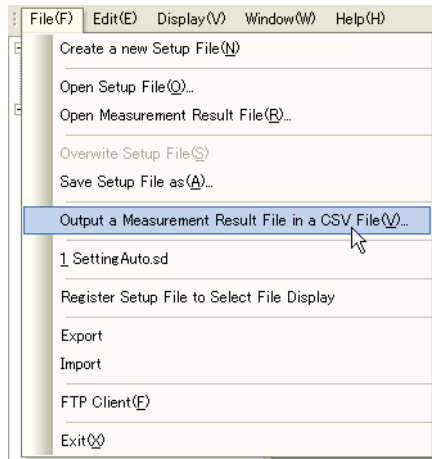 File(F) Edit(E) Display(V) Window(W) Help(H)
Create a new Setup File(N)
Open Setup File(O)...
Open Measurement Result File(R)...
Overwite Setup File(S)
Save Setup File as(A)...
Output a Measurement Result File in a CSV File(V)...
1 SettingAuto.sd
Register Setup File to Select File Display
Export
Import
FTP Client(F)
Exit(X)